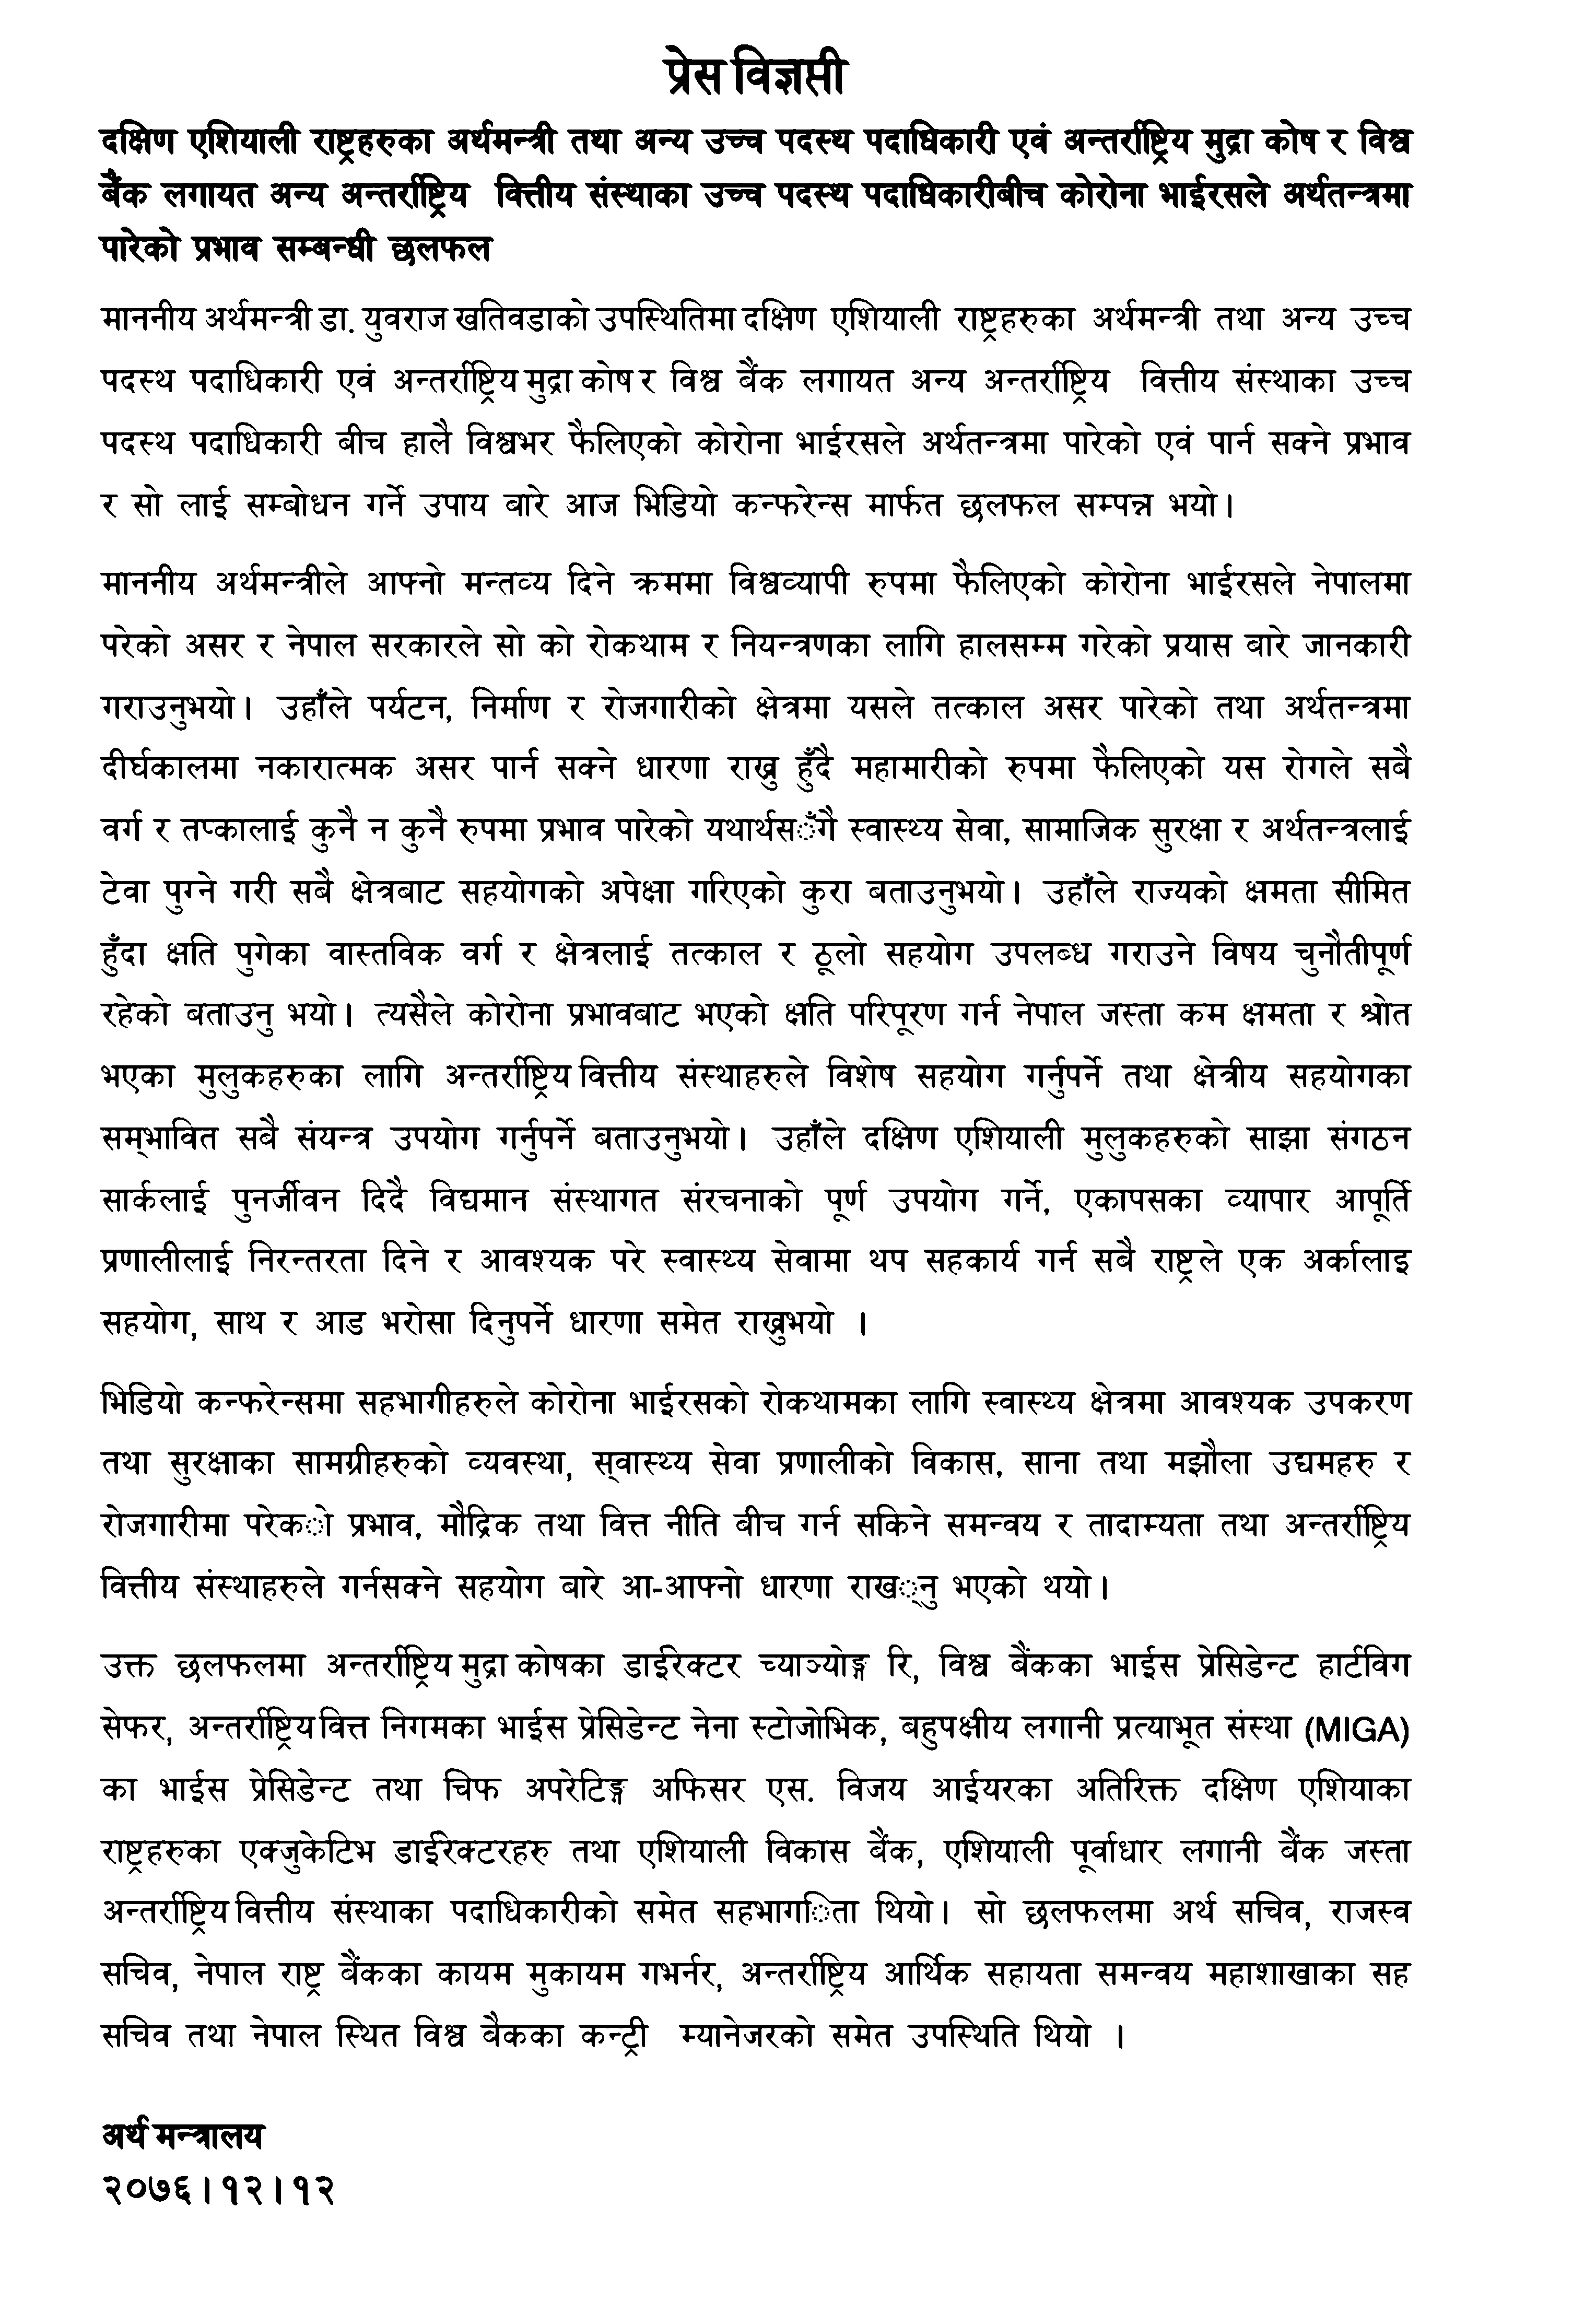 प्रेस विज्ञप्ती
दक्षिण एशियाली राष्ट्रहरुका अर्थमन्त्री तथा अन्य उच्च पदस्थ पदाधिकारी एवं अन्तर्राष्ट्रिय मुद्रा कोष र विश्व
बैंक लगायत अन्य अन्तर्राष्ट्रिय वित्तीय संस्थाका उच्च पदस्थ पदाधिकारीबीच कोरोना भाईरसले अर्थतन्त्रमा
पारेको प्रभाव सम्बन्धी छलफल
माननीय अर्थमन्त्री डा. युवराज खतिवडाको उपस्थितिमा दक्षिण एशियाली राष्ट्रहरुका अर्थमन्त्री तथा अन्य उच्च
पदस्थ पदाधिकारी एवं अन्तर्राष्ट्रिय मुद्रा कोष र विश्व बैंक लगायत अन्य अन्तर्राष्ट्रिय वित्तीय संस्थाका उच्च
पदस्थ पदाधिकारी बीच हालै विश्वभर फैलिएको कोरोना भाईरसले अर्थतन्त्रमा पारेको एवं पार्न सक्ने प्रभाव
र सो लाई सम्बोधन गर्ने उपाय बारे आज भिडियो कन्फरेन्स मार्फत छलफल सम्पन्न भयो।
माननीय अर्थमन्त्रीले आफ्नो मन्तव्य दिने क्रममा विश्वव्यापी रुपमा फैलिएको कोरोना भाईरसले नेपालमा
परेको असर र नेपाल सरकारले सो को रोकथाम र नियन्त्रणका लागि हालसम्म गरेको प्रयास बारे जानकारी
गराउनुभयो। उहाँले पर्यटन, निर्माण र रोजगारीको क्षेत्रमा यसले तत्काल असर पारेको तथा अर्थतन्त्रमा
दीर्घकालमा नकारात्मक असर पार्न सक्ने धारणा राख्नु हुँदै महामारीको रुपमा फैलिएको यस रोगले सबै
वर्ग र तप्कालाई कुनै न कुनै रुपमा प्रभाव पारेको यथार्थसँगै स्वास्थ्य सेवा, सामाजिक सुरक्षा र अर्थतन्त्रलाई
टेवा पुग्ने गरी सबै क्षेत्रबाट सहयोगको अपेक्षा गरिएको कुरा बताउनुभयो। उहाँले राज्यको क्षमता सीमित
हुँदा क्षति पुगेका वास्तविक वर्ग र क्षेत्रलाई तत्काल र ठूलो सहयोग उपलब्ध गराउने विषय चुनौतीपूर्ण
रहेको बताउनु भयो। त्यसैले कोरोना प्रभावबाट भएको क्षति परिपूरण गर्न नेपाल जस्ता कम क्षमता र श्रोत
भएका मुलुकहरुका लागि अन्तर्राष्ट्रिय वित्तीय संस्थाहरुले विशेष सहयोग गर्नुपर्ने तथा क्षेत्रीय सहयोगका
सम्‌भावित सबै संयन्त्र उपयोग गर्नुपर्ने बताउनुभयो। उहाँले दक्षिण एशियाली मुलुकहरुको साझा संगठन
सार्कलाई पुनर्जीवन दिदै विद्यमान संस्थागत संरचनाको पूर्ण उपयोग गर्ने, एकापसका व्यापार आपूर्ति
प्रणालीलाई निरन्तरता दिने र आवश्यक परे स्वास्थ्य सेवामा थप सहकार्य गर्न सबै राष्ट्रले एक अर्कालाइ
सहयोग, साथ र आड भरोसा दिनुपर्ने धारणा समेत राख्नुभयो ।
भिडियो कन्फरेन्समा सहभागीहरुले कोरोना भाईरसको रोकथामका लागि स्वास्थ्य क्षेत्रमा आवश्यक उपकरण
तथा सुरक्षाका सामग्रीहरुको व्यवस्था, स्‌वास्थ्य सेवा प्रणालीको विकास, साना तथा मझौला उद्यमहरु र
रोजगारीमा परेको प्रभाव, मौद्रिक तथा वित्त नीति बीच गर्न सकिने समन्वय र तादाम्यता तथा अन्तर्राष्ट्रिय
वित्तीय संस्थाहरुले गर्नसक्ने सहयोग बारे आ-आफ्नो धारणा राख्नु भएको थयो।
उक्त छलफलमा अन्तर्राष्ट्रिय मुद्रा कोषका डाईरेक्टर च्याञ्योङ्ग रि, विश्व बैंकका भाईस प्रेसिडेन्ट हार्टविग
सेफर, अन्तर्राष्ट्रिय वित्त निगमका भाईस प्रेसिडेन्ट नेना स्टोजोभिक, बहुपक्षीय लगानी प्रत्याभूत संस्था (MIGA)
का भाईस प्रेसिडेन्ट तथा चिफ अपरेटिङ्ग अफिसर एस. विजय आईयरका अतिरिक्त दक्षिण एशियाका
राष्ट्रहरुका एक्जुकेटिभ डाईरेक्टरहरु तथा एशियाली विकास बैंक, एशियाली पूर्वाधार लगानी बैंक जस्ता
अन्तर्राष्ट्रिय वित्तीय संस्थाका पदाधिकारीको समेत सहभागिता थियो। सो छलफलमा अर्थ सचिव, राजस्व
सचिव, नेपाल राष्ट्र बैंकका कायम मुकायम गभर्नर, अन्तर्राष्ट्रिय आर्थिक सहायता समन्वय महाशाखाका सह
सचिव तथा नेपाल स्थित विश्व बैकका कन्ट्री म्यानेजरको समेत उपस्थिति थियो ।
अर्थ मन्त्रालय
२०७६।१२।१२